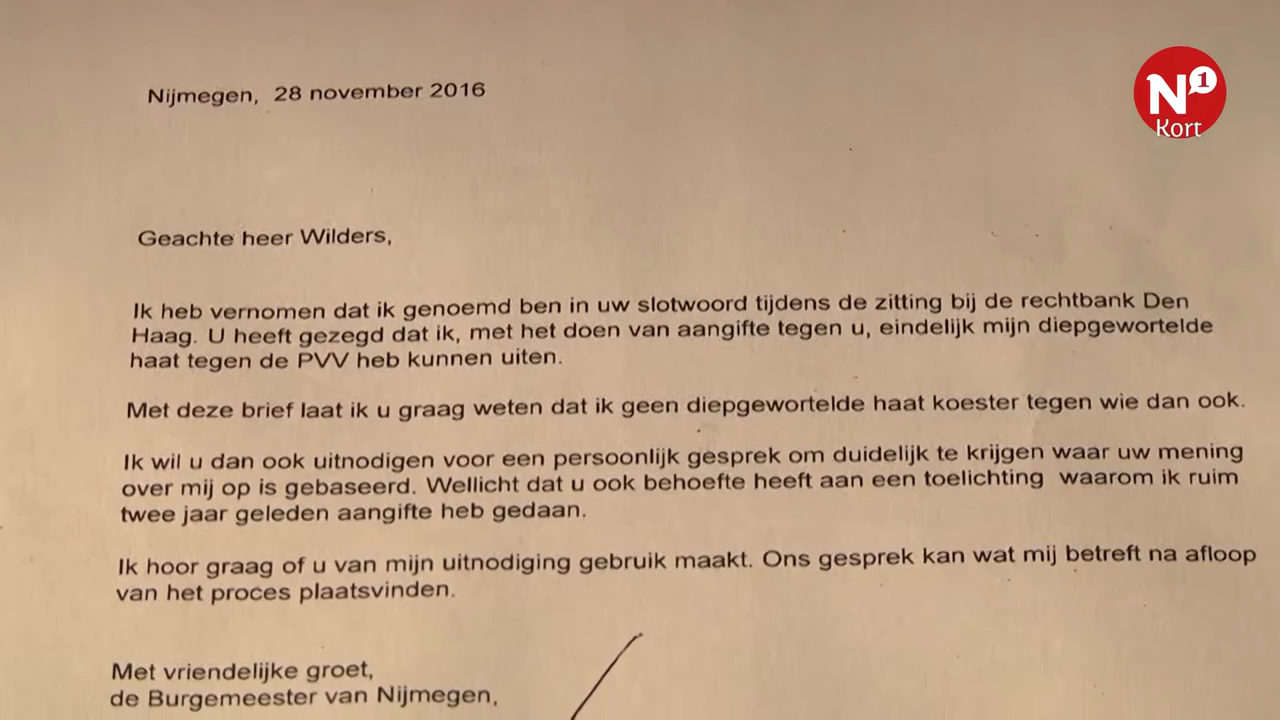 N1
Kort
Nijmegen, 28 november 2016
Geachte heer Wilders,
Ik heb vernomen dat ik genoemd ben in uw slotwoord tijdens de zitting bij de rechtbank Den
Haag. U heeft gezegd dat ik, met het doen van aangifte tegen u, eindelijk mijn diepgewortelde
haat tegen de PVV heb kunnen uiten.
Met deze brief laat ik u graag weten dat ik geen diepgewortelde haat koester tegen wie dan ook.
Ik wil u dan ook uitnodigen voor een persoonlijk gesprek om duidelijk te krijgen waar uw mening
over mij op is gebaseerd. Wellicht dat u ook behoefte heeft aan een toelichting waarom ik ruim
twee jaar geleden aangifte heb gedaan.
Ik hoor graag of u van mijn uitnodiging gebruik maakt. Ons gesprek kan wat mij betreft na afloop
van het proces plaatsvinden.
Met vriendelijke groet,
de Burgemeester van Nijmegen,